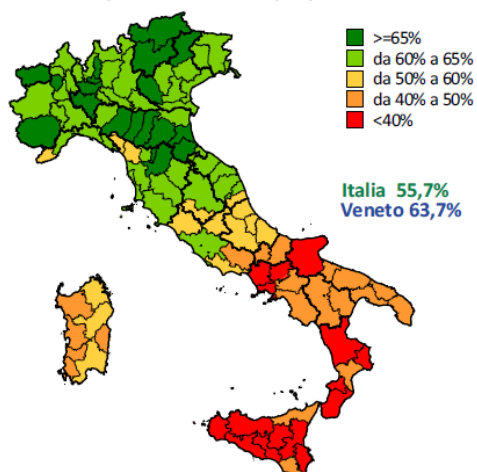 >=65%
da 60% a 65%
da 50% a 60%
da 40% a 50%
<40%
Italia 55,7%
Veneto 63,7%